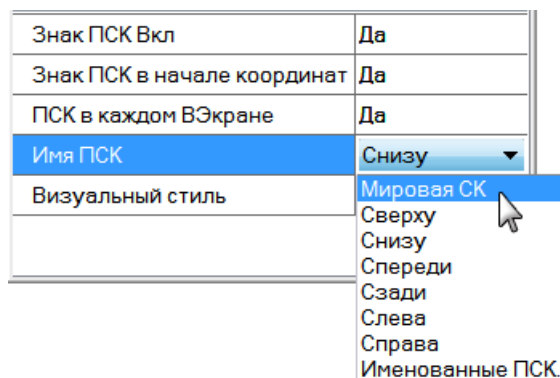 Знак ПСК Вкл Да
Знак ПСК в начале координат Да
ПСК в каждом ВЭкране Да
Имя ПСК Снизу
Визуальный стиль
Мировая СК
Сверху
Снизу
Спереди
Сзади
Слева
Справа
Именованные ПСК